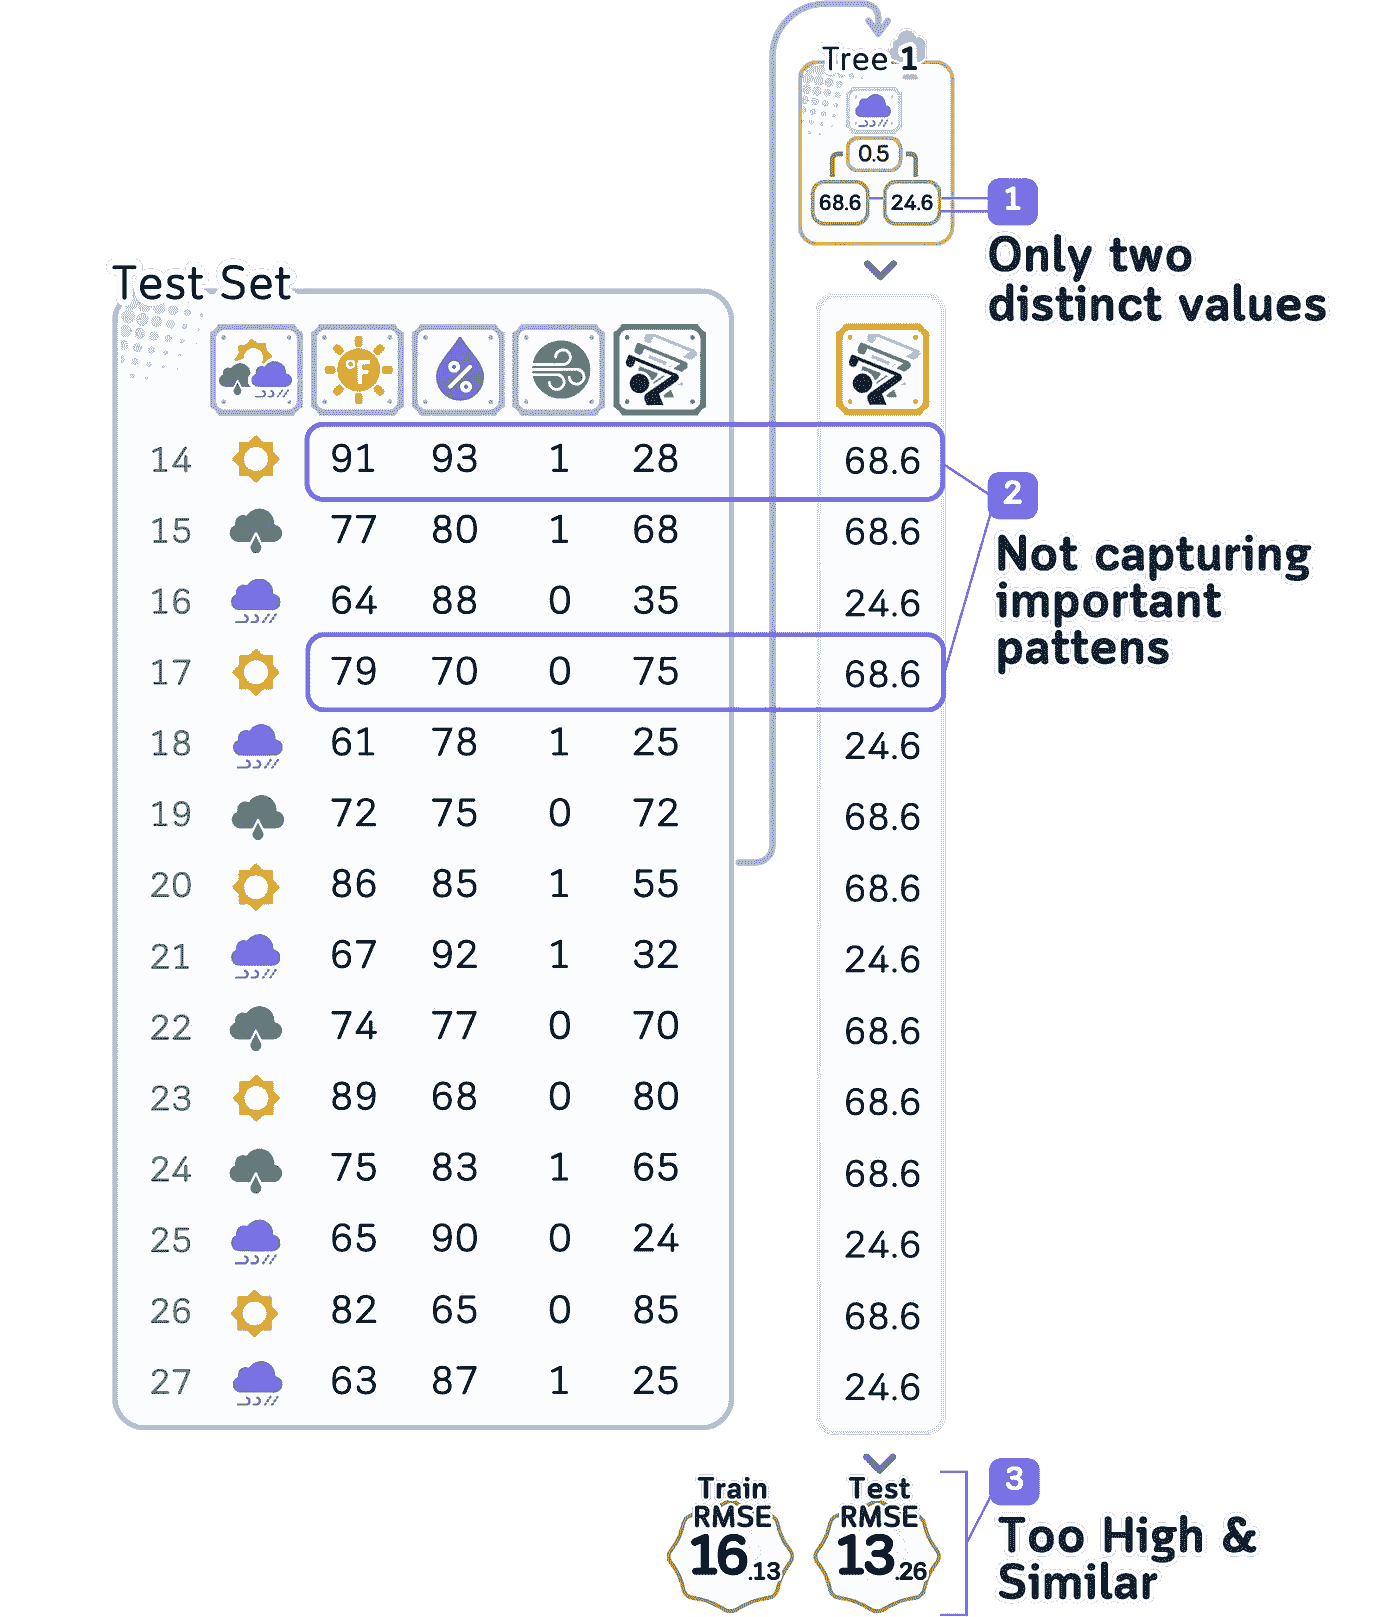 Tree 1
0.5
68.6 24.6
1
Only two
distinct values
Test Set
°F % 
14 91 93 1 28 68.6
15 77 80 1 68 68.6
2
Not capturing
important
pattens
16 64 88 0 35 24.6
17 79 70 0 75 68.6
18 61 78 1 25 24.6
19 72 75 0 72 68.6
20 86 85 1 55 68.6
21 67 92 1 32 24.6
22 74 77 0 70 68.6
23 89 68 0 80 68.6
24 75 83 1 65 68.6
25 65 90 0 24 24.6
26 82 65 0 85 68.6
27 63 87 1 25 24.6
Train
RMSE
16.13
Test
RMSE
13.26
3
Too High &
Similar